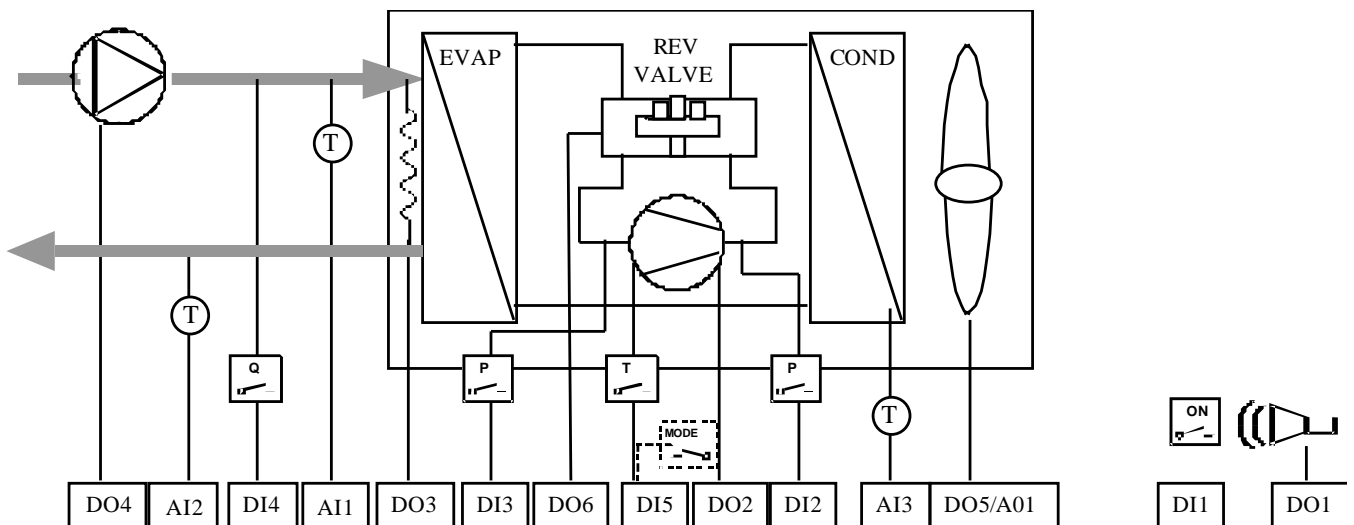 EVAP
REV
VALVE
COND
T
T
Q
P
T
P
T
ON
MODE
DO4
AI2
DI4
AI1
DO3
DI3
DO6
DI5
DO2
DI2
AI3
DO5/A01
DI1
DO1